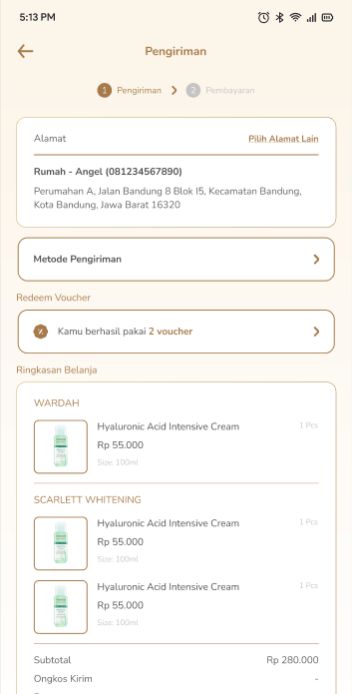 5:13 PM
Pengiriman
1 Pengiriman 2 Pembayaran
Alamat Pilih Alamat Lain
Rumah - Angel (081234567890)
Perumahan A, Jalan Bandung 8 Blok I5, Kecamatan Bandung,
Kota Bandung, Jawa Barat 16320
Metode Pengiriman
Redeem Voucher
Kamu berhasil pakai 2 voucher
Ringkasan Belanja
WARDAH
Hyaluronic Acid Intensive Cream 1 Pcs
Rp 55.000
Size: 100ml
SCARLETT WHITENING
Hyaluronic Acid Intensive Cream 1 Pcs
Rp 55.000
Size: 100ml
Hyaluronic Acid Intensive Cream 1 Pcs
Rp 55.000
Size: 100ml
Subtotal Rp 280.000
Ongkos Kirim -